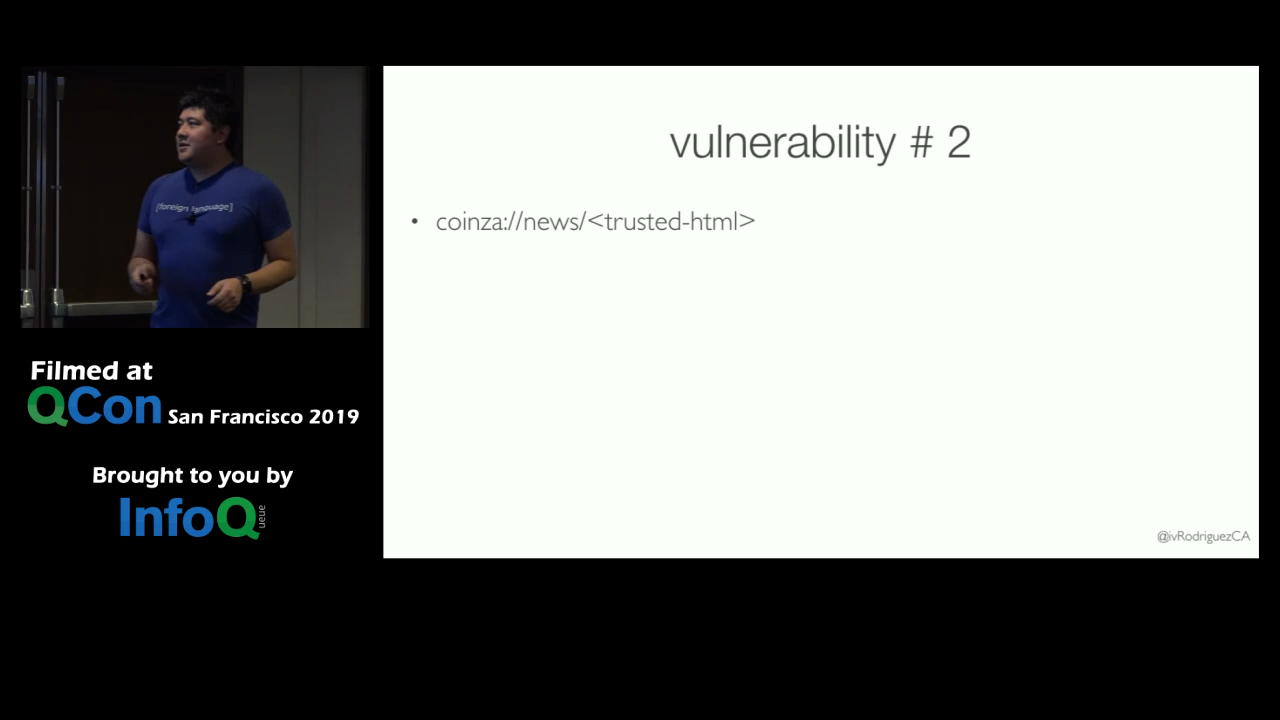 [foreign language]
vulnerability # 2
• coinza://news/<trusted-html>
@ivRodriguezCA
Filmed at
QCon San Francisco 2019
Brought to you by
InfoQ
ueue